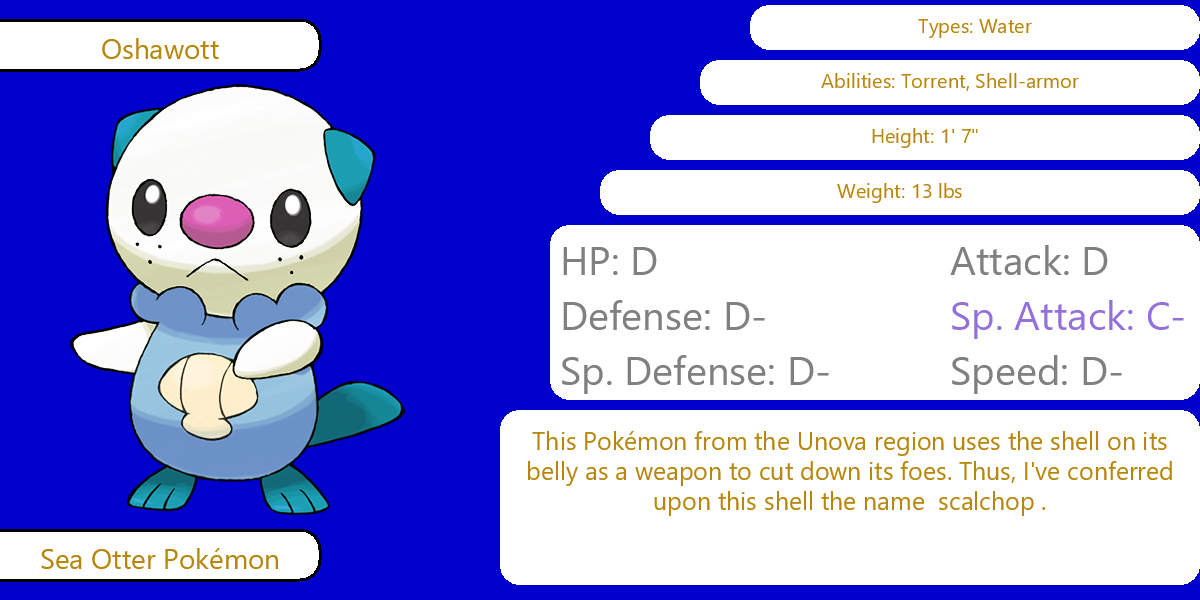 Oshawott
Types: Water
Abilities: Torrent, Shell-armor
Height: 1' 7"
Weight: 13 lbs
HP: D
Attack: D
Defense: D-
Sp. Attack: C-
Sp. Defense: D-
Speed: D-
This Pokémon from the Unova region uses the shell on its
belly as a weapon to cut down its foes. Thus, I've conferred
upon this shell the name  scalchop .
Sea Otter Pokémon